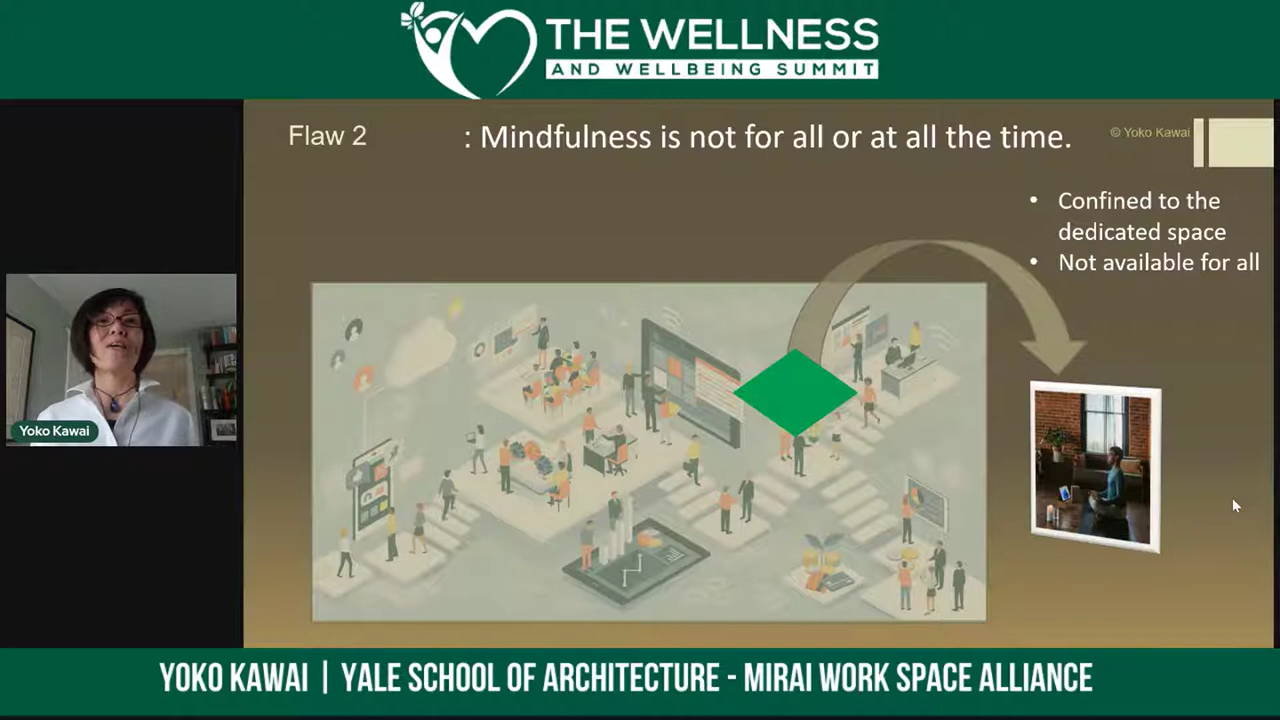 THE WELLNESS
AND WELLBEING SUMMIT
Flaw 2 : Mindfulness is not for all or at all the time.
© Yoko Kawai
• Confined to the
dedicated space
• Not available for all
Yoko Kawai
YOKO KAWAI | YALE SCHOOL OF ARCHITECTURE - MIRAI WORK SPACE ALLIANCE